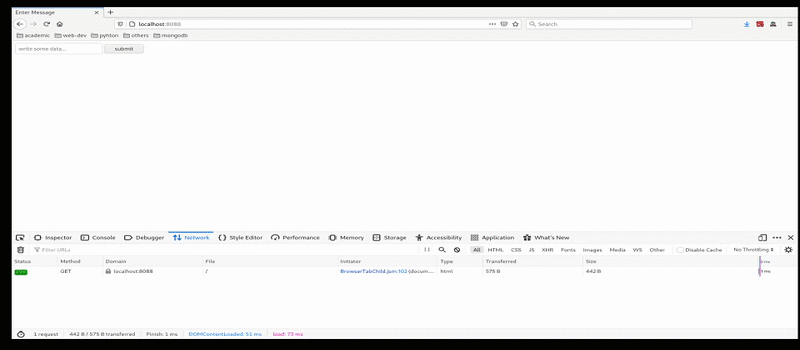 Enter Message
localhost:8088
Search
academic web-dev pyhton others mongodb
write some data... submit
Inspector Console Debugger Network Style Editor Performance Memory Storage Accessibility Application What's New
Filter URLs All HTML CSS JS XHR Fonts Images Media WS Other Disable Cache No Throttling
Status Method Domain File Initiator Type Transferred Size
GET localhost:8088 / BrowserTabChild.jsm:102 (docum... html 575 B 442 B
1 request 442 B / 575 B transferred Finish: 1 ms DOMContentLoaded: 51 ms load: 73 ms